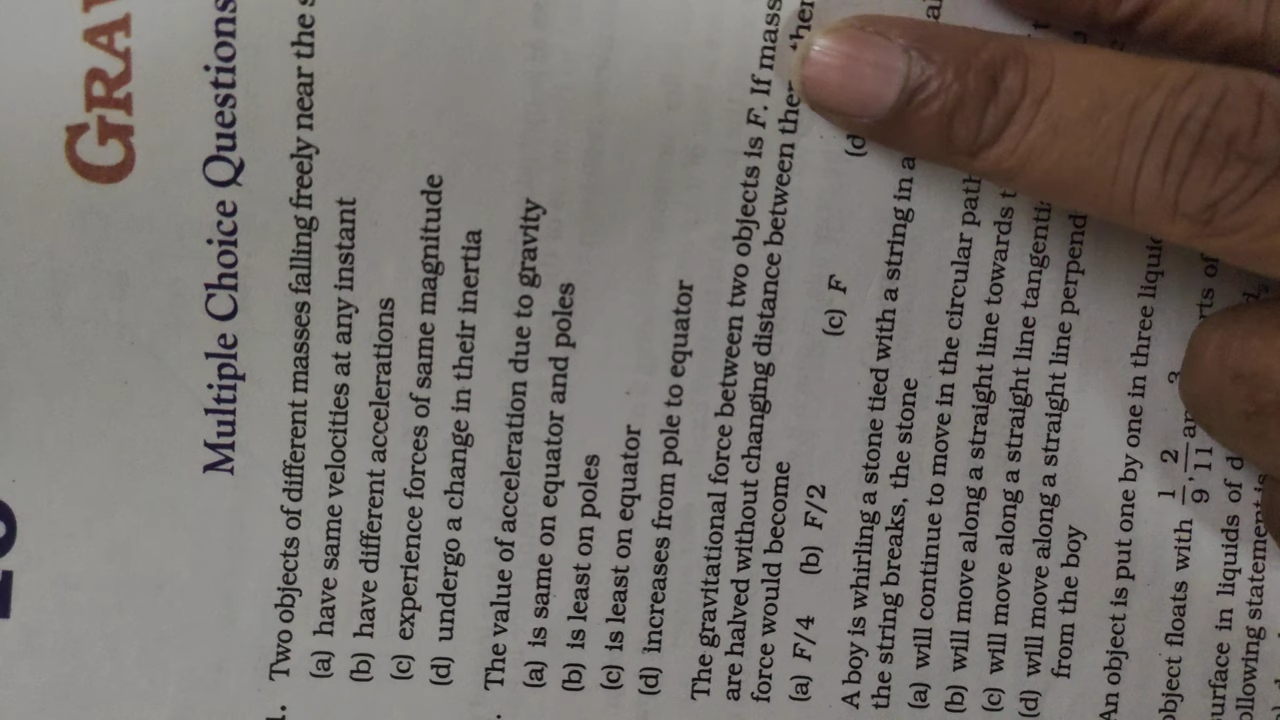 GRAV
Multiple Choice Questions
1. Two objects of different masses falling freely near the s
(a) have same velocities at any instant
(b) have different accelerations
(c) experience forces of same magnitude
(d) undergo a change in their inertia
The value of acceleration due to gravity
(a) is same on equator and poles
(b) is least on poles
(c) is least on equator
(d) increases from pole to equator
The gravitational force between two objects is F. If mass
are halved without changing distance between
force would become
(a) F/4 (b) F/2 (c) F (d
A boy is whirling a stone tied with a string in a
the string breaks, the stone
(a) will continue to move in the circular path
(b) will move along a straight line towards t
(c) will move along a straight line tangenti
(d) will move along a straight line perpend
from the boy
An object is put one by one in three liqui
object floats with 1/9, 2/11 an 3
urface in liquids of d
ollowing statement is